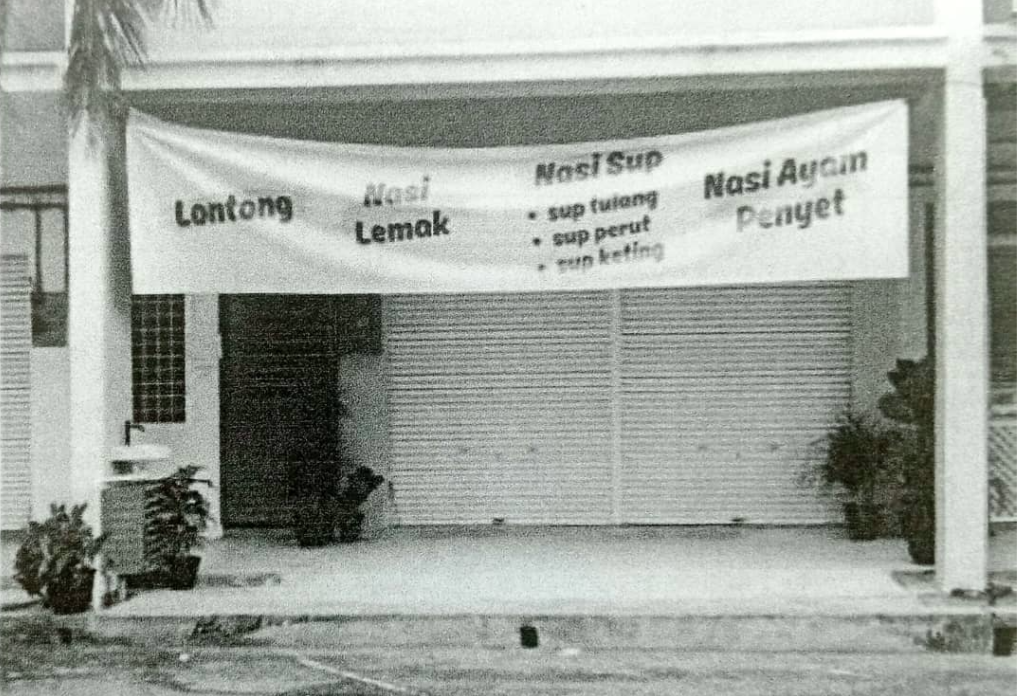 Lontong
Nasi
Lemak
Nasi Sup
• sup tulang
• sup perut
• sup keting
Nasi Ayam
Penyet